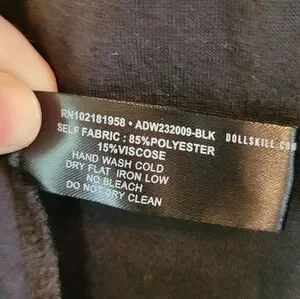 RN102181958 • ADW232009-BLK DOLLSKILL.COM
SELF FABRIC : 85%POLYESTER
15%VISCOSE
HAND WASH COLD
DRY FLAT IRON LOW
NO BLEACH
DO NOT DRY CLEAN